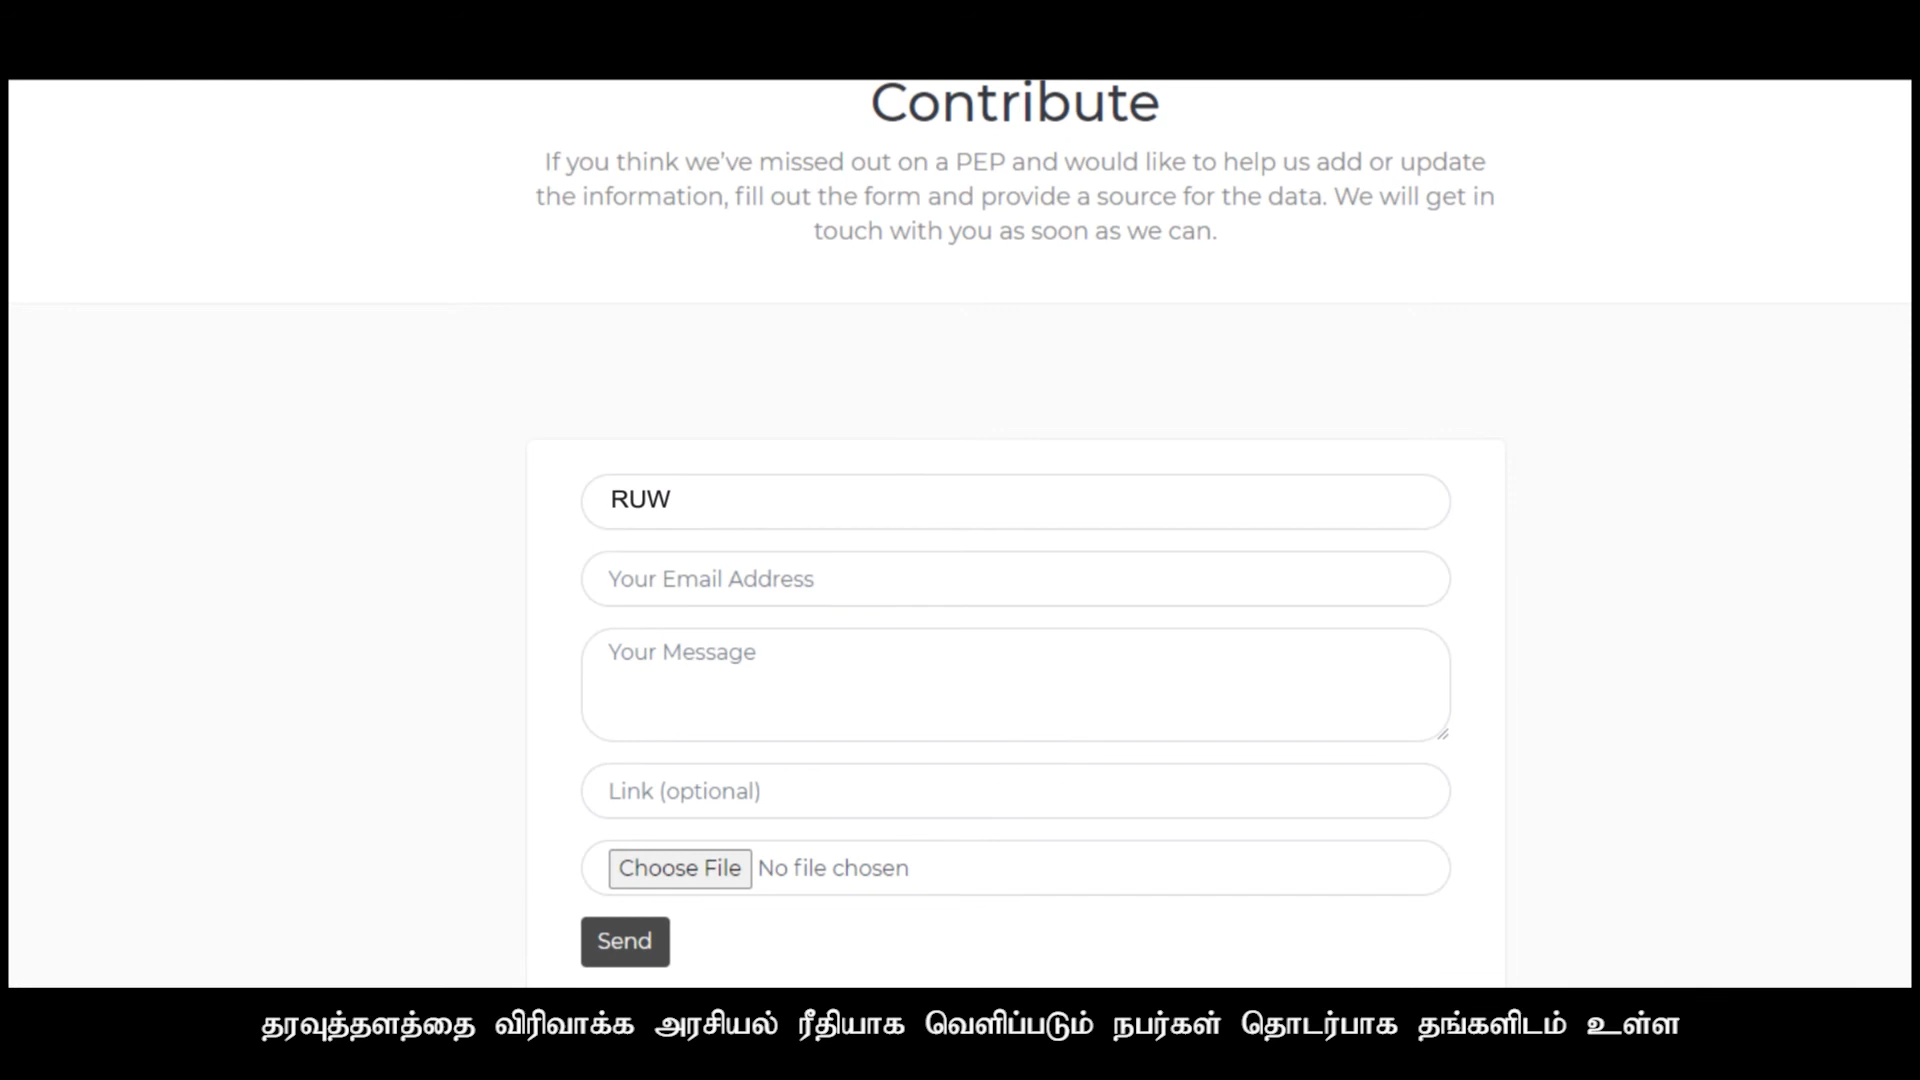 Contribute
If you think we’ve missed out on a PEP and would like to help us add or update
the information, fill out the form and provide a source for the data. We will get in
touch with you as soon as we can.
RUW
Your Email Address
Your Message
Link (optional)
Choose File No file chosen
Send
தரவுத்தளத்தை விரிவாக்க அரசியல் ரீதியாக வெளிப்படும் நபர்கள் தொடர்பாக தங்களிடம் உள்ள